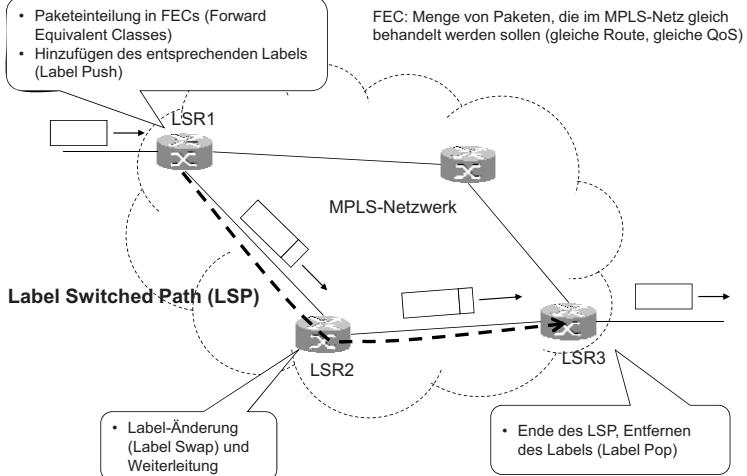 • Paketeinteilung in FECs (Forward
Equivalent Classes)
• Hinzufügen des entsprechenden Labels
(Label Push)
FEC: Menge von Paketen, die im MPLS-Netz gleich
behandelt werden sollen (gleiche Route, gleiche QoS)
LSR1
MPLS-Netzwerk
Label Switched Path (LSP)
LSR2
LSR3
• Label-Änderung
(Label Swap) und
Weiterleitung
• Ende des LSP, Entfernen
des Labels (Label Pop)